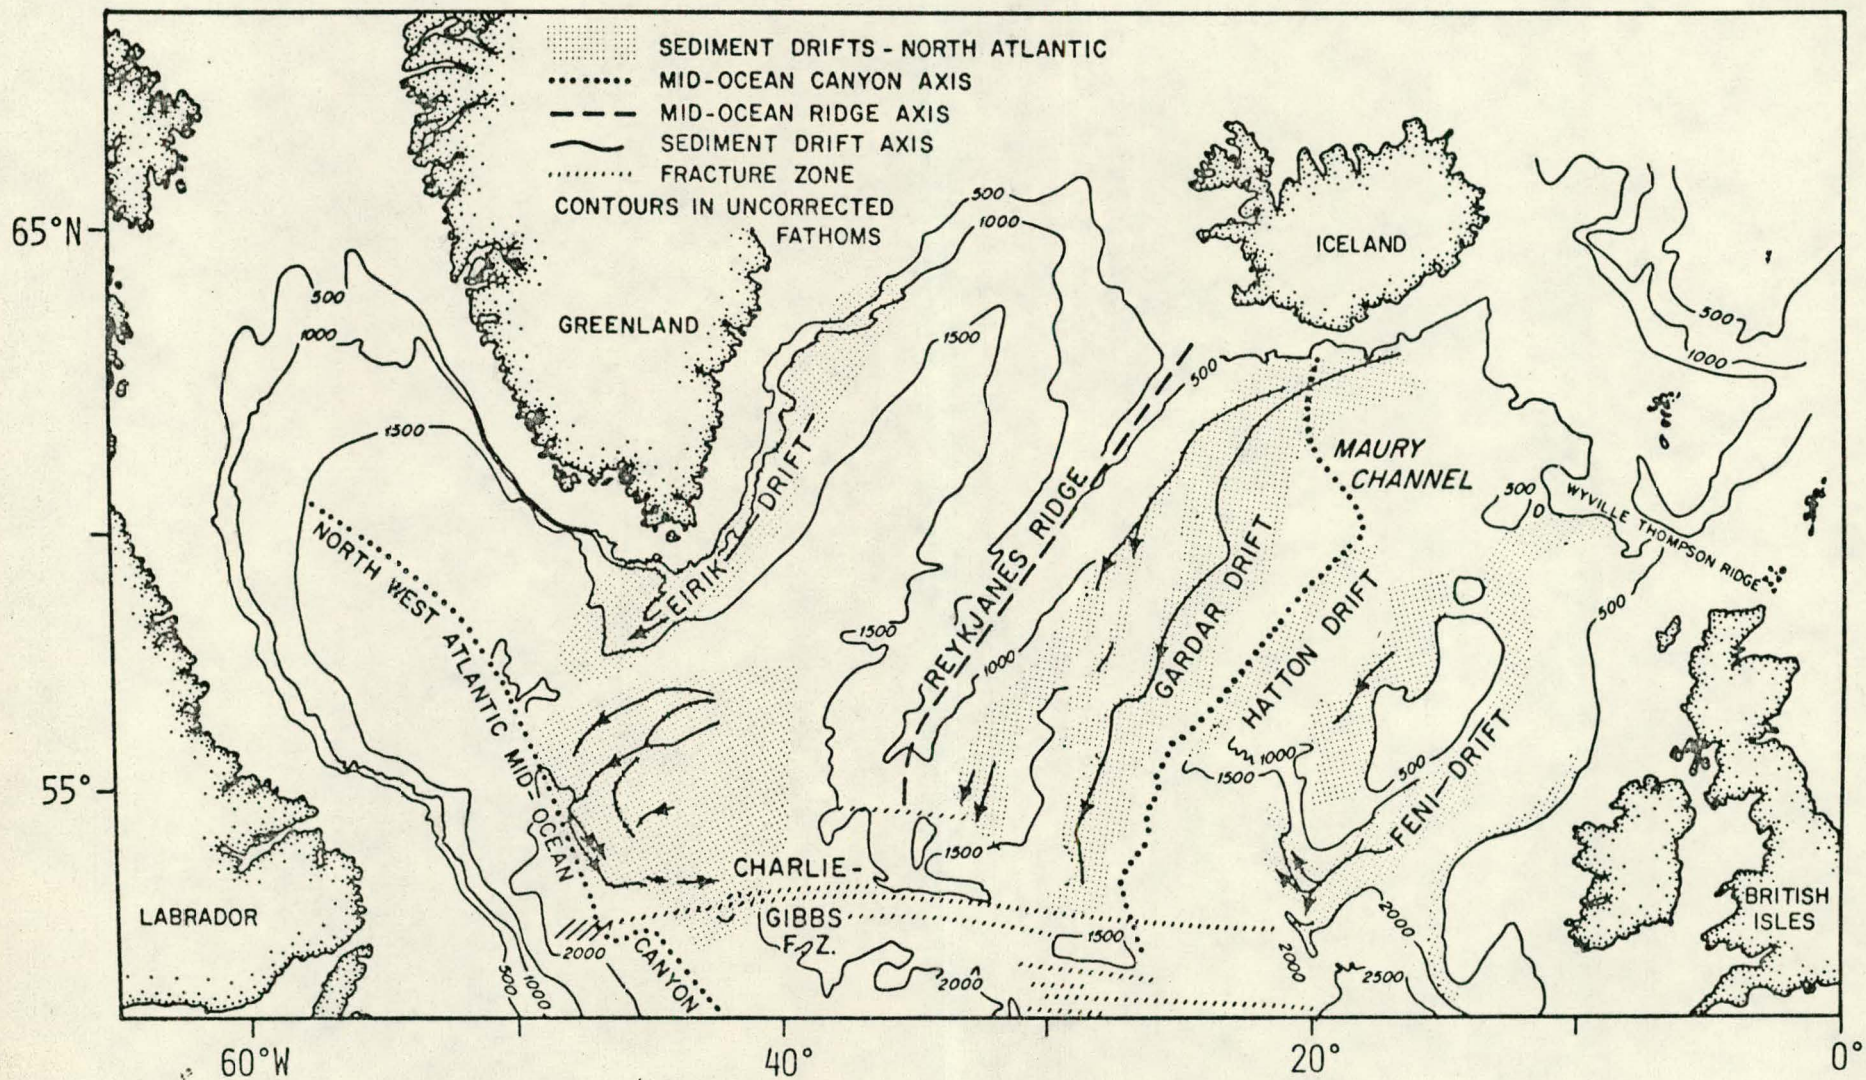 SEDIMENT DRIFTS - NORTH ATLANTIC
MID-OCEAN CANYON AXIS
MID-OCEAN RIDGE AXIS
SEDIMENT DRIFT AXIS
FRACTURE ZONE
CONTOURS IN UNCORRECTED
FATHOMS
65°N
55°
60°W
40°
20°
0°
GREENLAND
ICELAND
LABRADOR
BRITISH
ISLES
500
1000
1500
500
1000
1500
500
500
1000
500
500
1500
1000
1500
1000
1500
500
1500
2000
500
1000
2000
1500
2000
2000
2500
NORTH WEST ATLANTIC MID-OCEAN
CANYON
EIRIK DRIFT
REYKJANES RIDGE
GARDAR DRIFT
HATTON DRIFT
FENI DRIFT
MAURY
CHANNEL
WYVILLE THOMPSON RIDGE
CHARLIE-
GIBBS
F. Z.